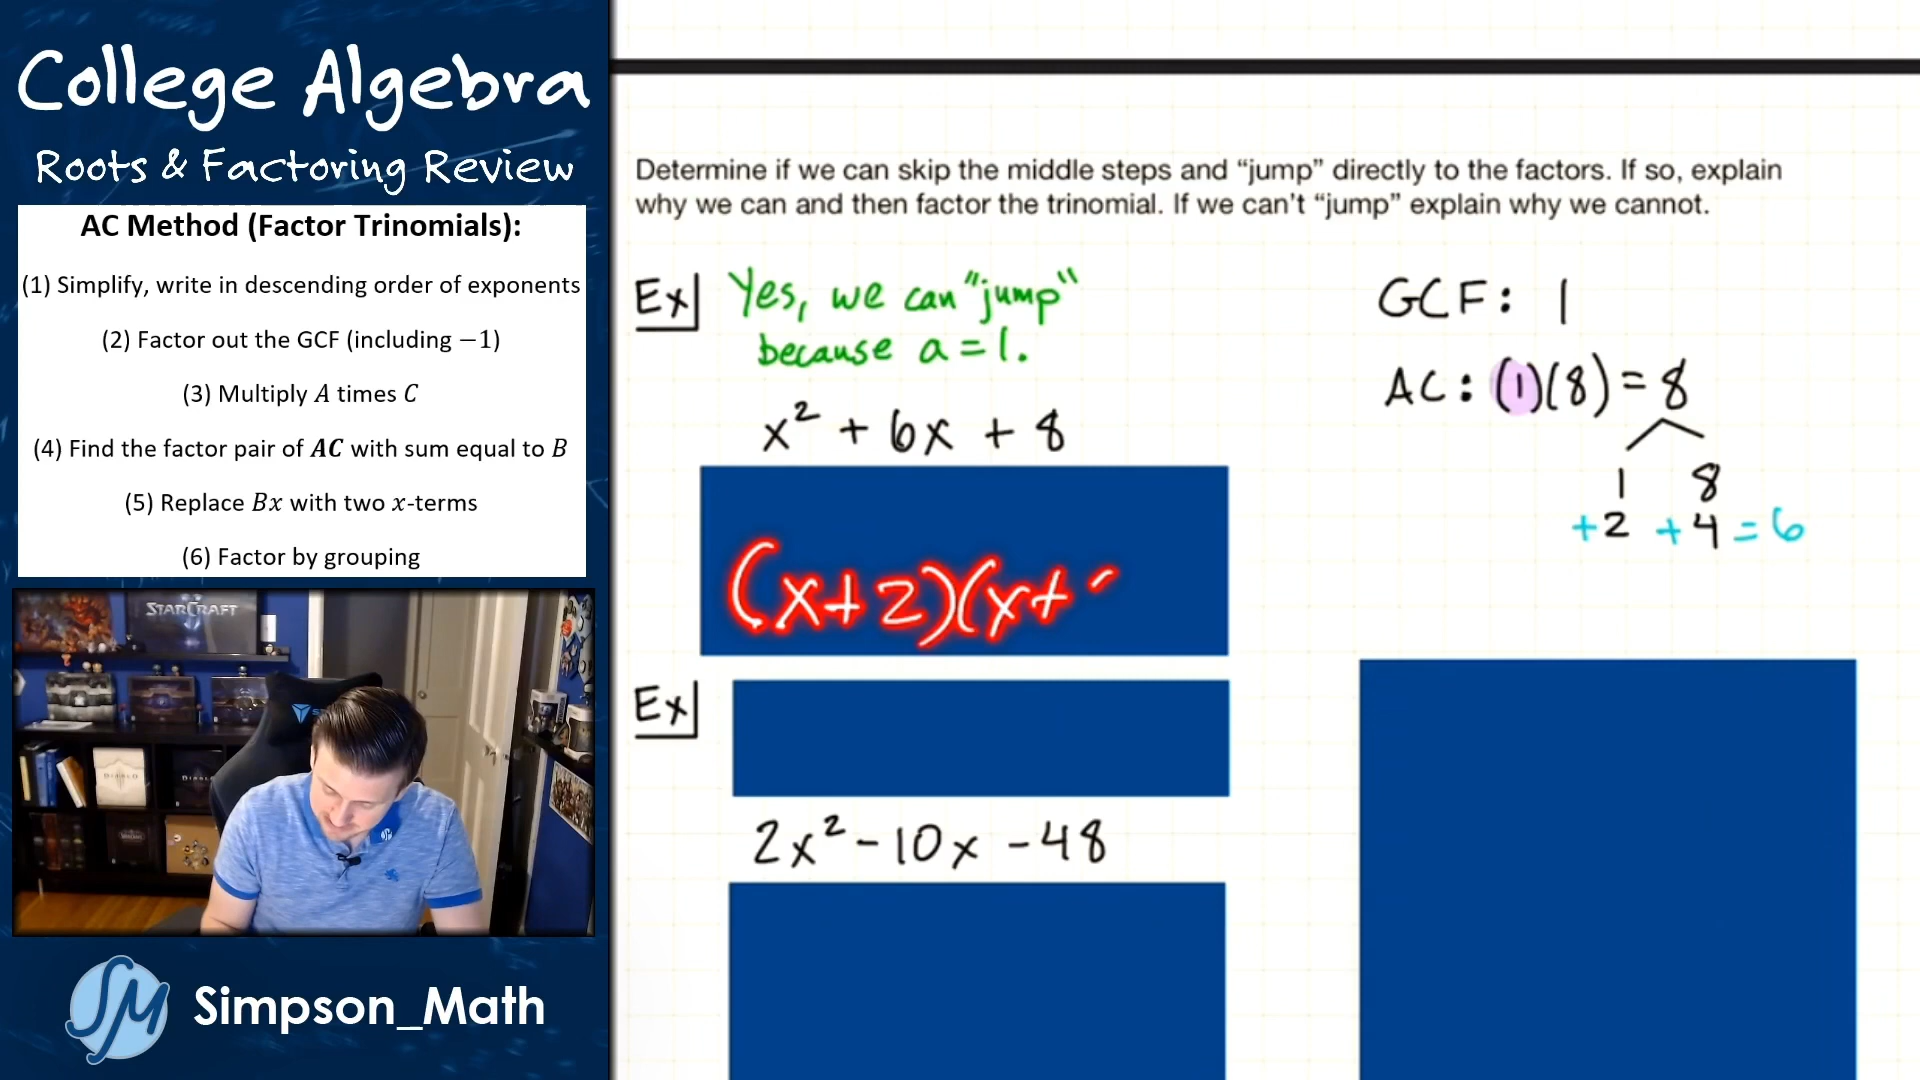 College Algebra
Roots & Factoring Review
AC Method (Factor Trinomials):
(1) Simplify, write in descending order of exponents
(2) Factor out the GCF (including −1)
(3) Multiply A times C
(4) Find the factor pair of AC with sum equal to B
(5) Replace Bx with two x-terms
(6) Factor by grouping
STARCRAFT
DIABLO
SM
Simpson_Math
Determine if we can skip the middle steps and “jump” directly to the factors. If so, explain
why we can and then factor the trinomial. If we can’t “jump” explain why we cannot.
Ex
Yes, we can "jump"
because a = 1.
x² + 6x + 8
(x+2)(x+
GCF: 1
AC: (1)(8) = 8
1 8
+2 +4 = 6
Ex
2x² - 10x - 48